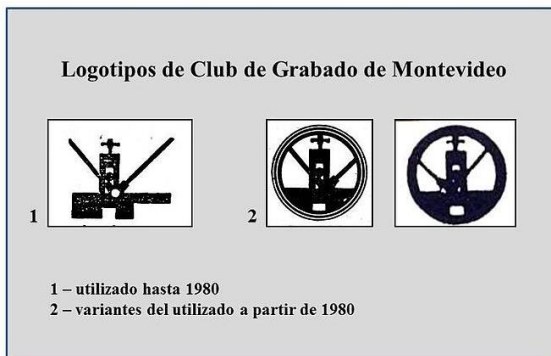 Logotipos de Club de Grabado de Montevideo
1
2
1 – utilizado hasta 1980
2 – variantes del utilizado a partir de 1980